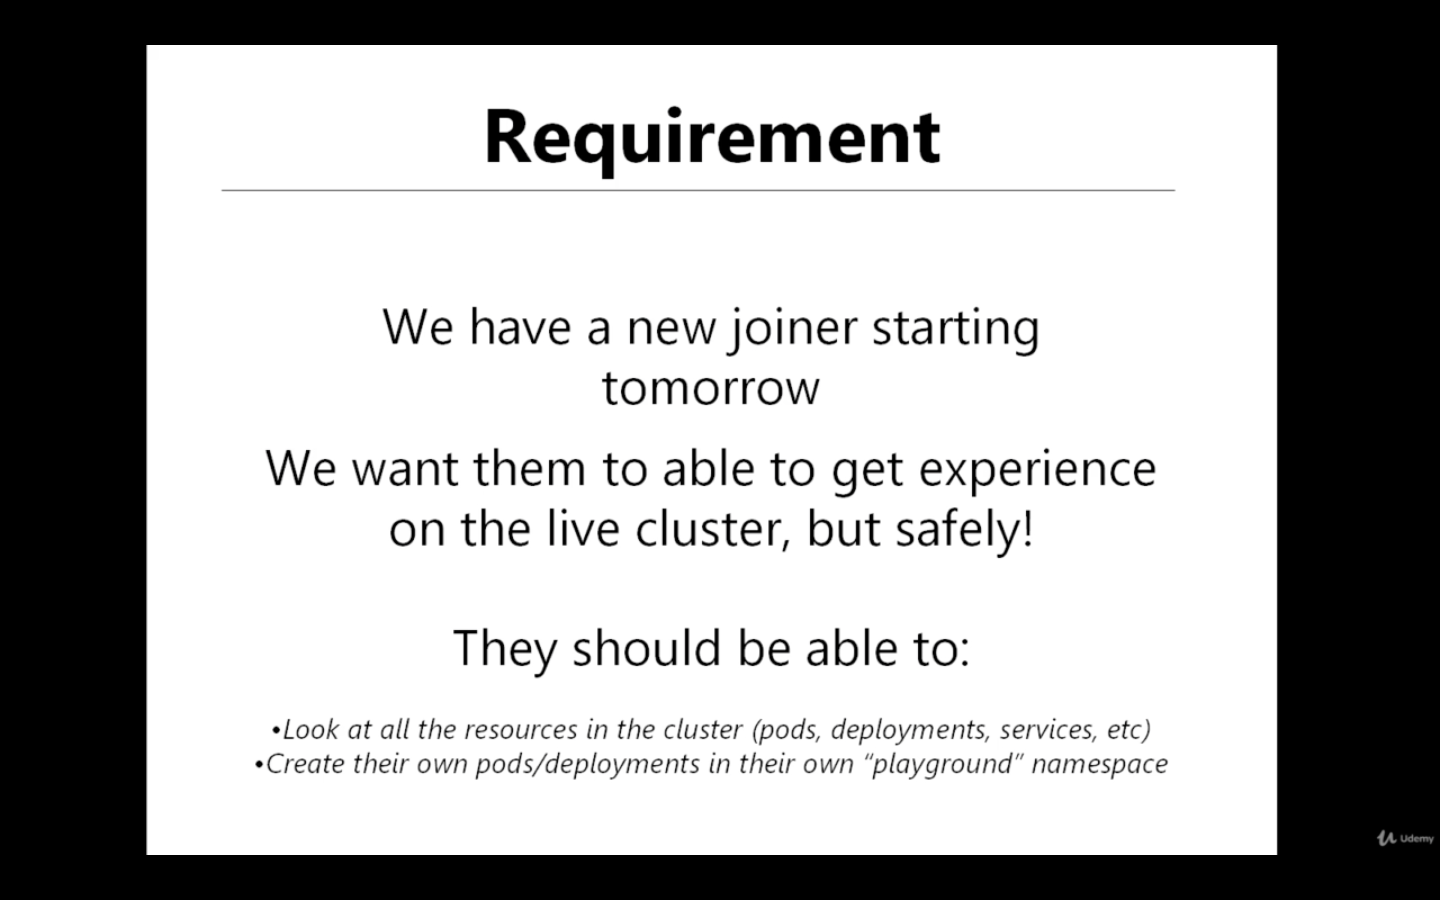 Requirement
We have a new joiner starting
tomorrow
We want them to able to get experience
on the live cluster, but safely!
They should be able to:
•Look at all the resources in the cluster (pods, deployments, services, etc)
•Create their own pods/deployments in their own “playground” namespace
Udemy